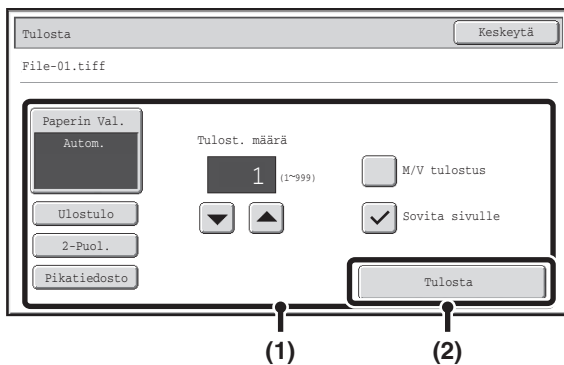 Tulosta
Keskeytä
File-01.tiff
Paperin Val.
Autom.
Tulost. määrä
1 (1~999)
M/V tulostus
Sovita sivulle
Ulostulo
2-Puol.
Pikatiedosto
Tulosta
(1)
(2)